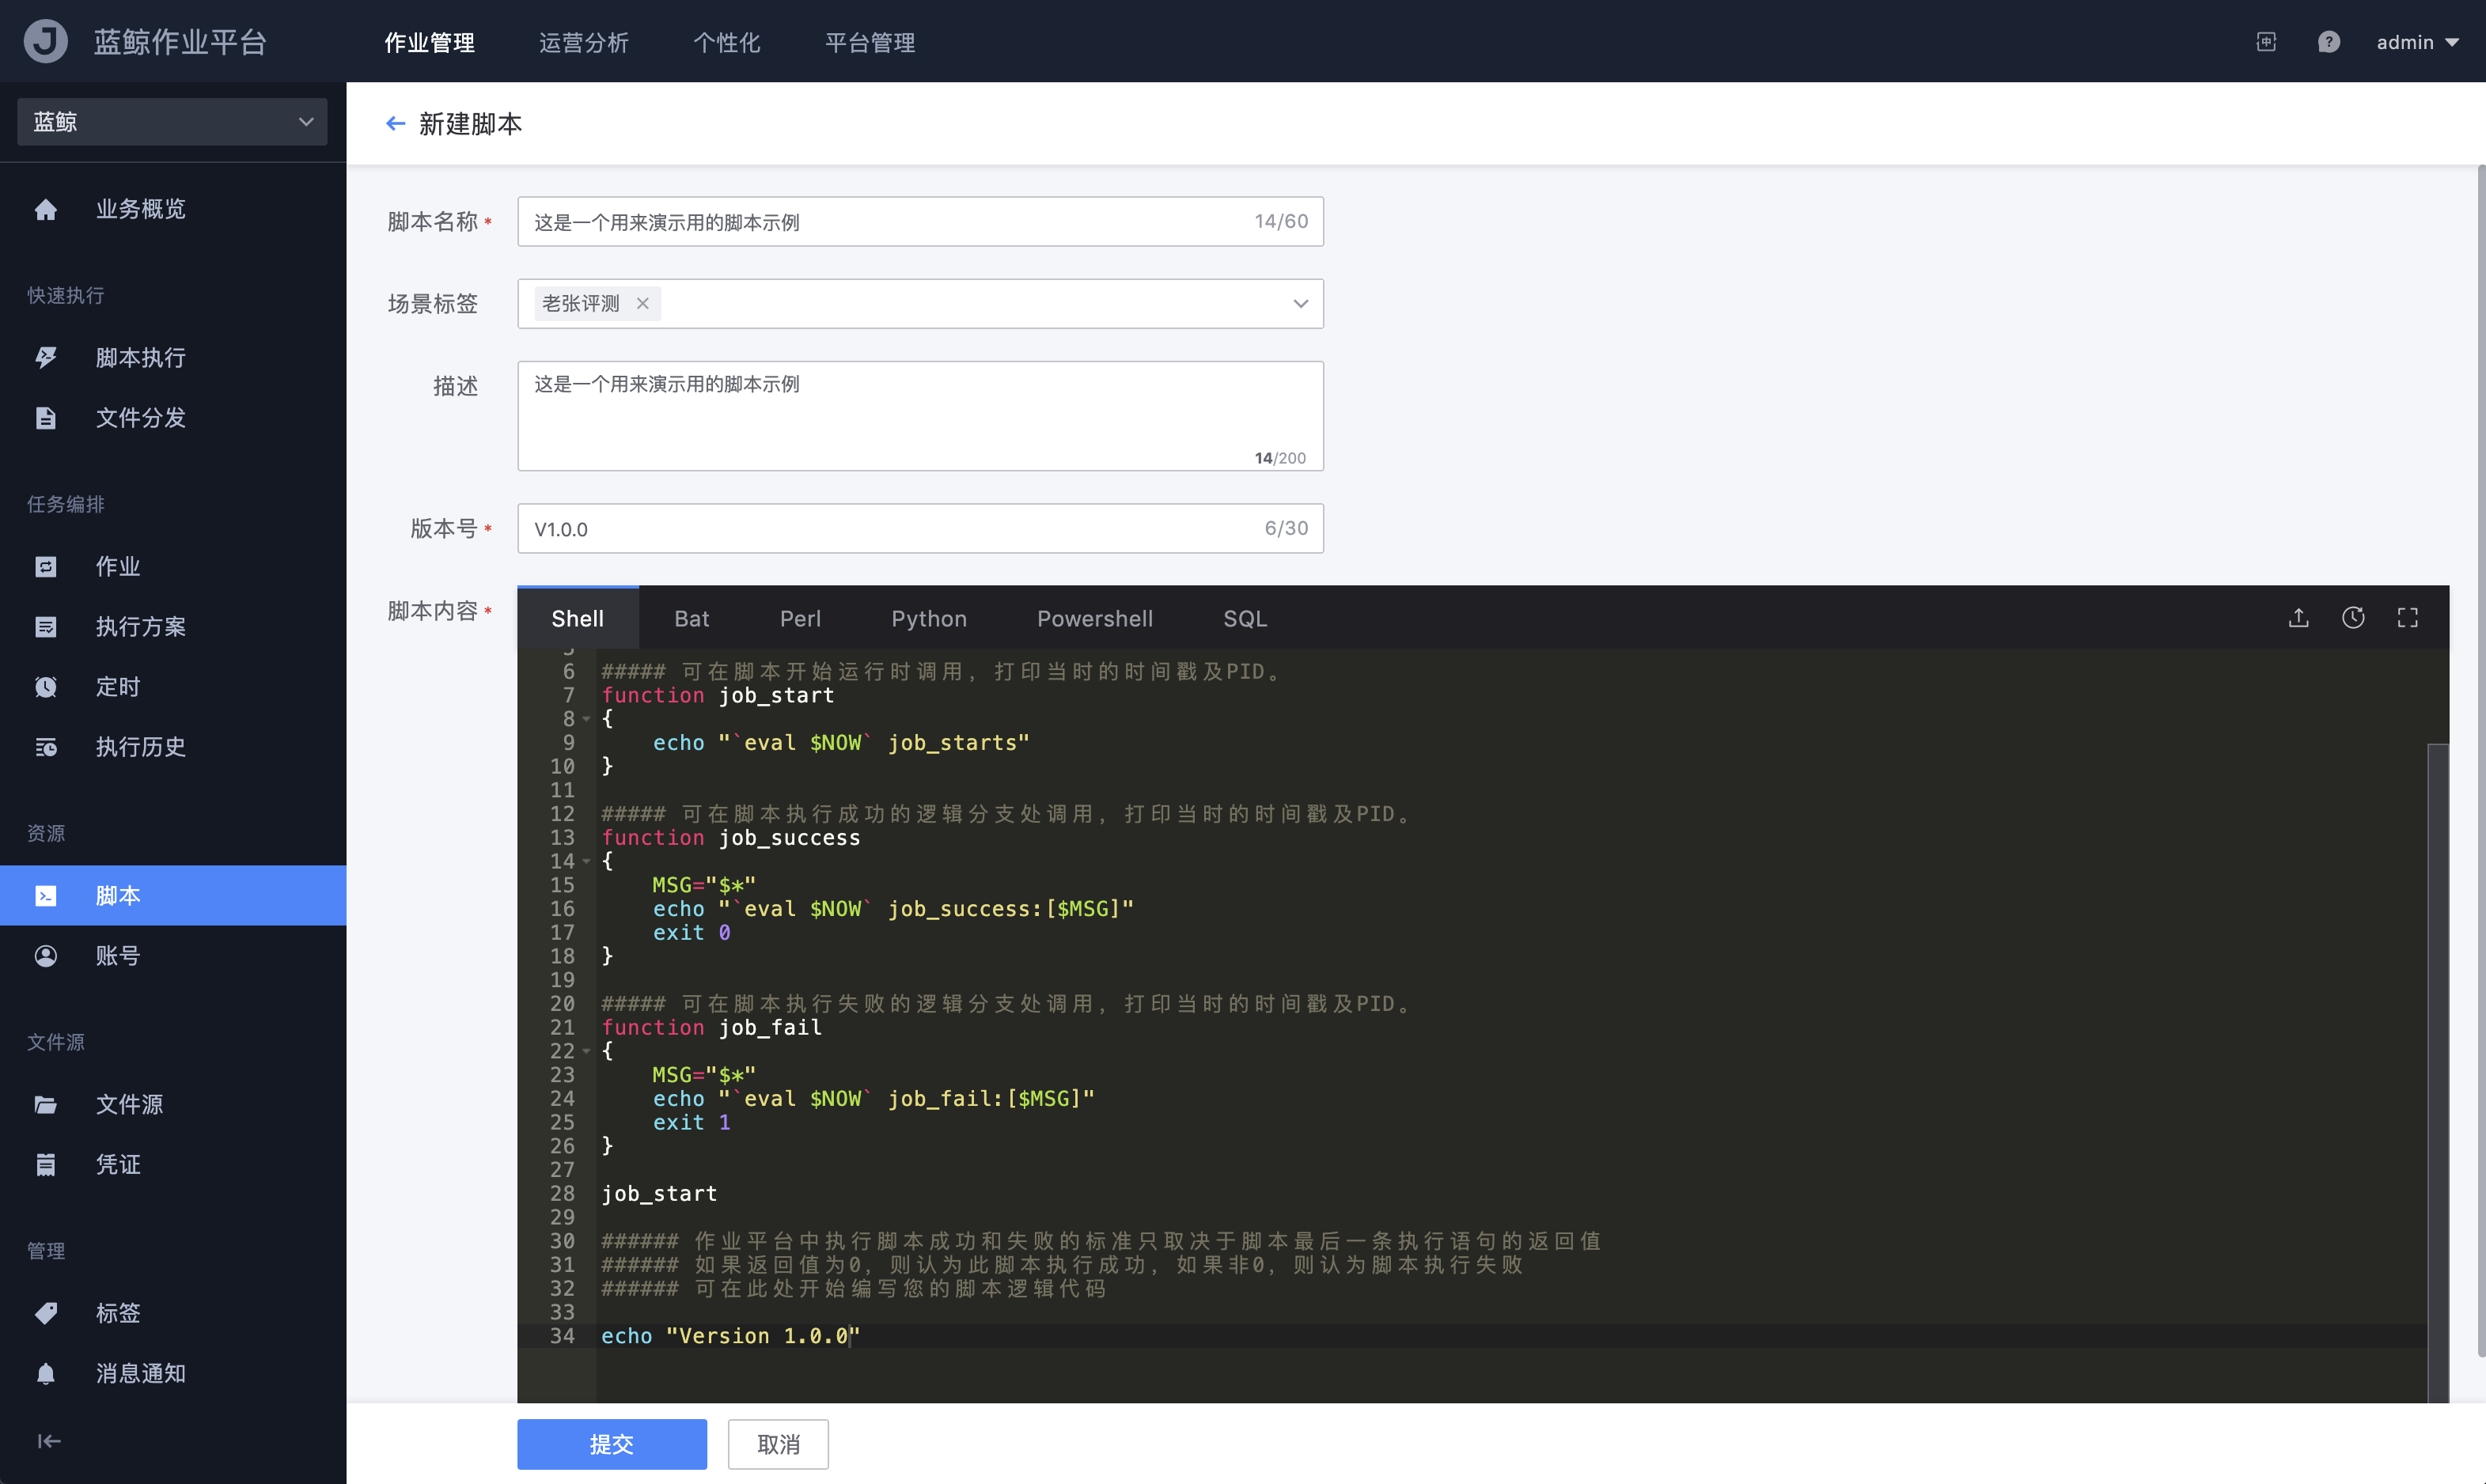 蓝鲸作业平台
作业管理
运营分析
个性化
平台管理
admin
蓝鲸
业务概览
快速执行
脚本执行
文件分发
任务编排
作业
执行方案
定时
执行历史
资源
脚本
账号
文件源
文件源
凭证
管理
标签
消息通知
新建脚本
脚本名称 *
这是一个用来演示用的脚本示例
14/60
场景标签
老张评测
描述
这是一个用来演示用的脚本示例
14/200
版本号 *
V1.0.0
6/30
脚本内容 *
Shell
Bat
Perl
Python
Powershell
SQL
5
6 ##### 可在脚本开始运行时调用，打印当时的时间戳及PID。
7 function job_start
8 {
9     echo "`eval $NOW` job_starts"
10 }
11
12 ##### 可在脚本执行成功的逻辑分支处调用，打印当时的时间戳及PID。
13 function job_success
14 {
15     MSG="$*"
16     echo "`eval $NOW` job_success:[$MSG]"
17     exit 0
18 }
19
20 ##### 可在脚本执行失败的逻辑分支处调用，打印当时的时间戳及PID。
21 function job_fail
22 {
23     MSG="$*"
24     echo "`eval $NOW` job_fail:[$MSG]"
25     exit 1
26 }
27
28 job_start
29
30 ###### 作业平台中执行脚本成功和失败的标准只取决于脚本最后一条执行语句的返回值
31 ###### 如果返回值为0，则认为此脚本执行成功，如果非0，则认为脚本执行失败
32 ###### 可在此处开始编写您的脚本逻辑代码
33
34 echo "Version 1.0.0"
提交
取消